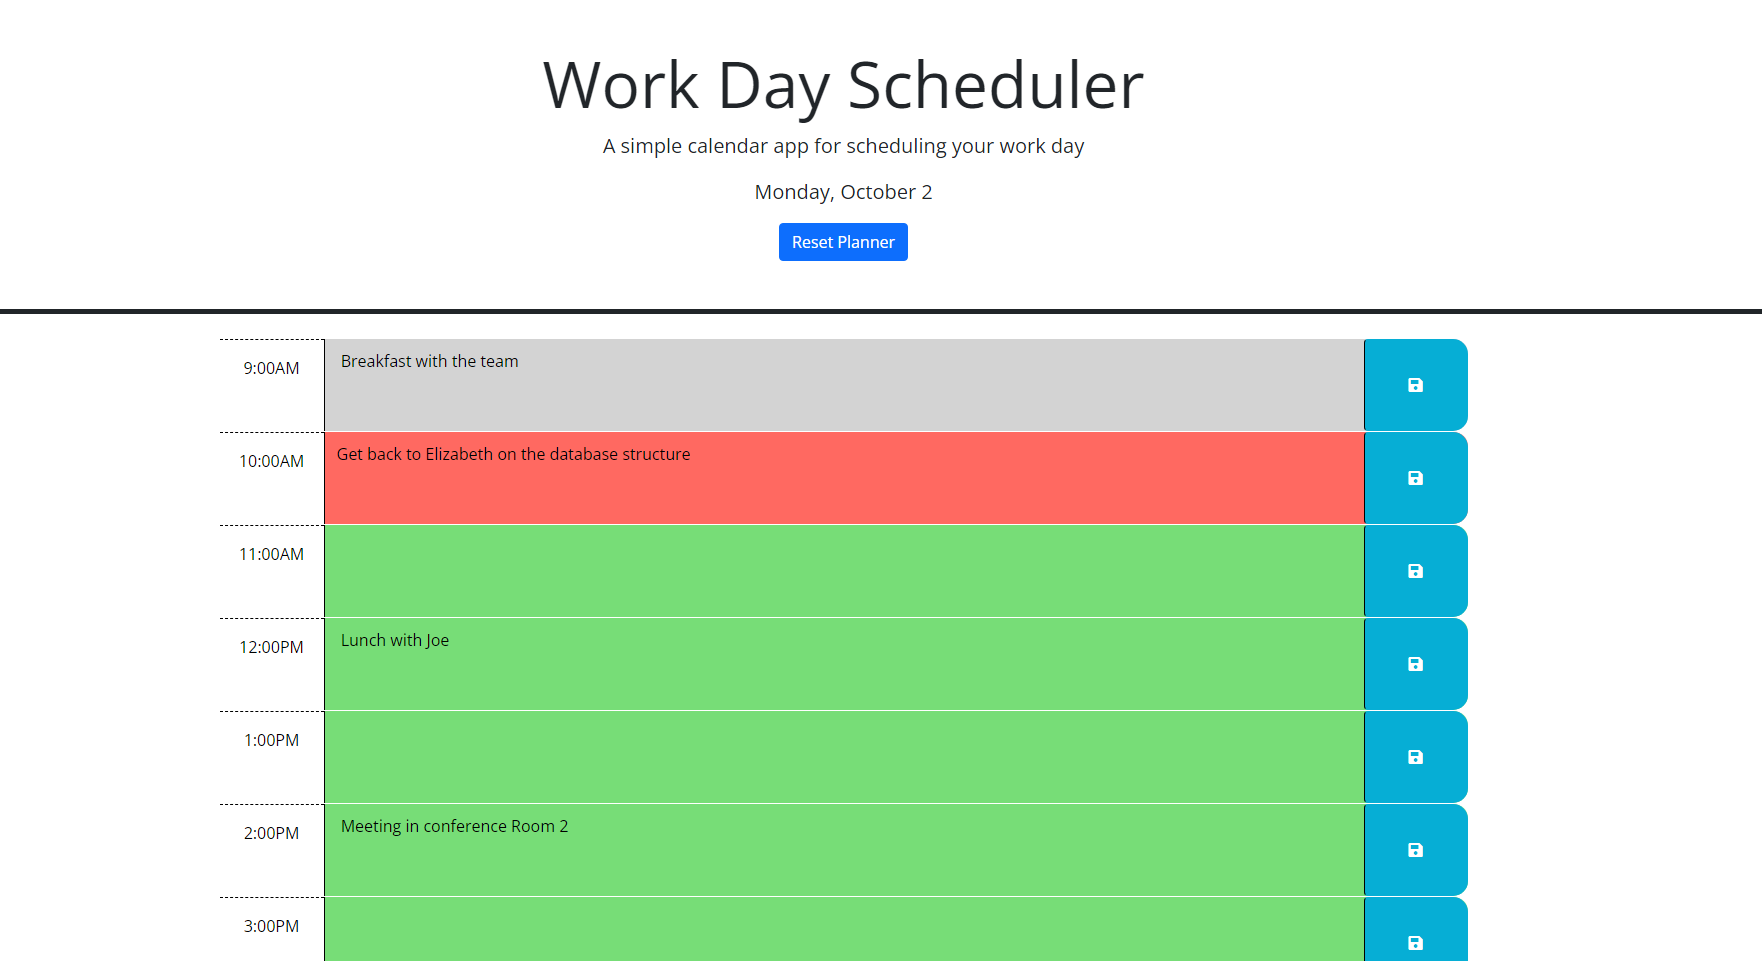 Work Day Scheduler
A simple calendar app for scheduling your work day
Monday, October 2
Reset Planner
9:00AM
Breakfast with the team
10:00AM
Get back to Elizabeth on the database structure
11:00AM
12:00PM
Lunch with Joe
1:00PM
2:00PM
Meeting in conference Room 2
3:00PM